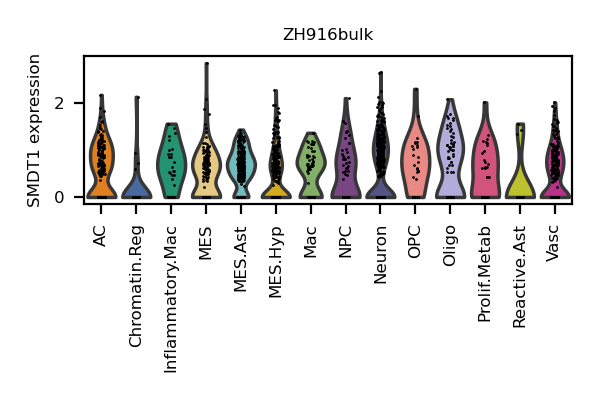 ZH916bulk
SMDT1 expression
2
0
AC
Chromatin.Reg
Inflammatory.Mac
MES
MES.Ast
MES.Hyp
Mac
NPC
Neuron
OPC
Oligo
Prolif.Metab
Reactive.Ast
Vasc